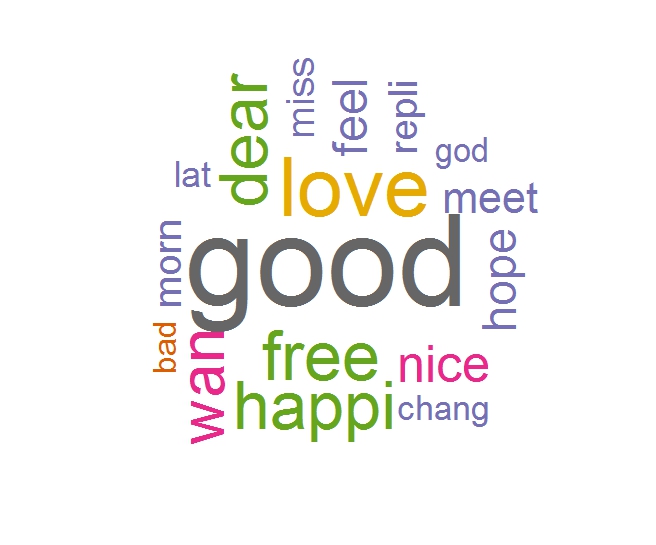 dear
miss
feel
repli
god
lat
love
meet
morn
good
hope
bad
wan
free
nice
happi
chang